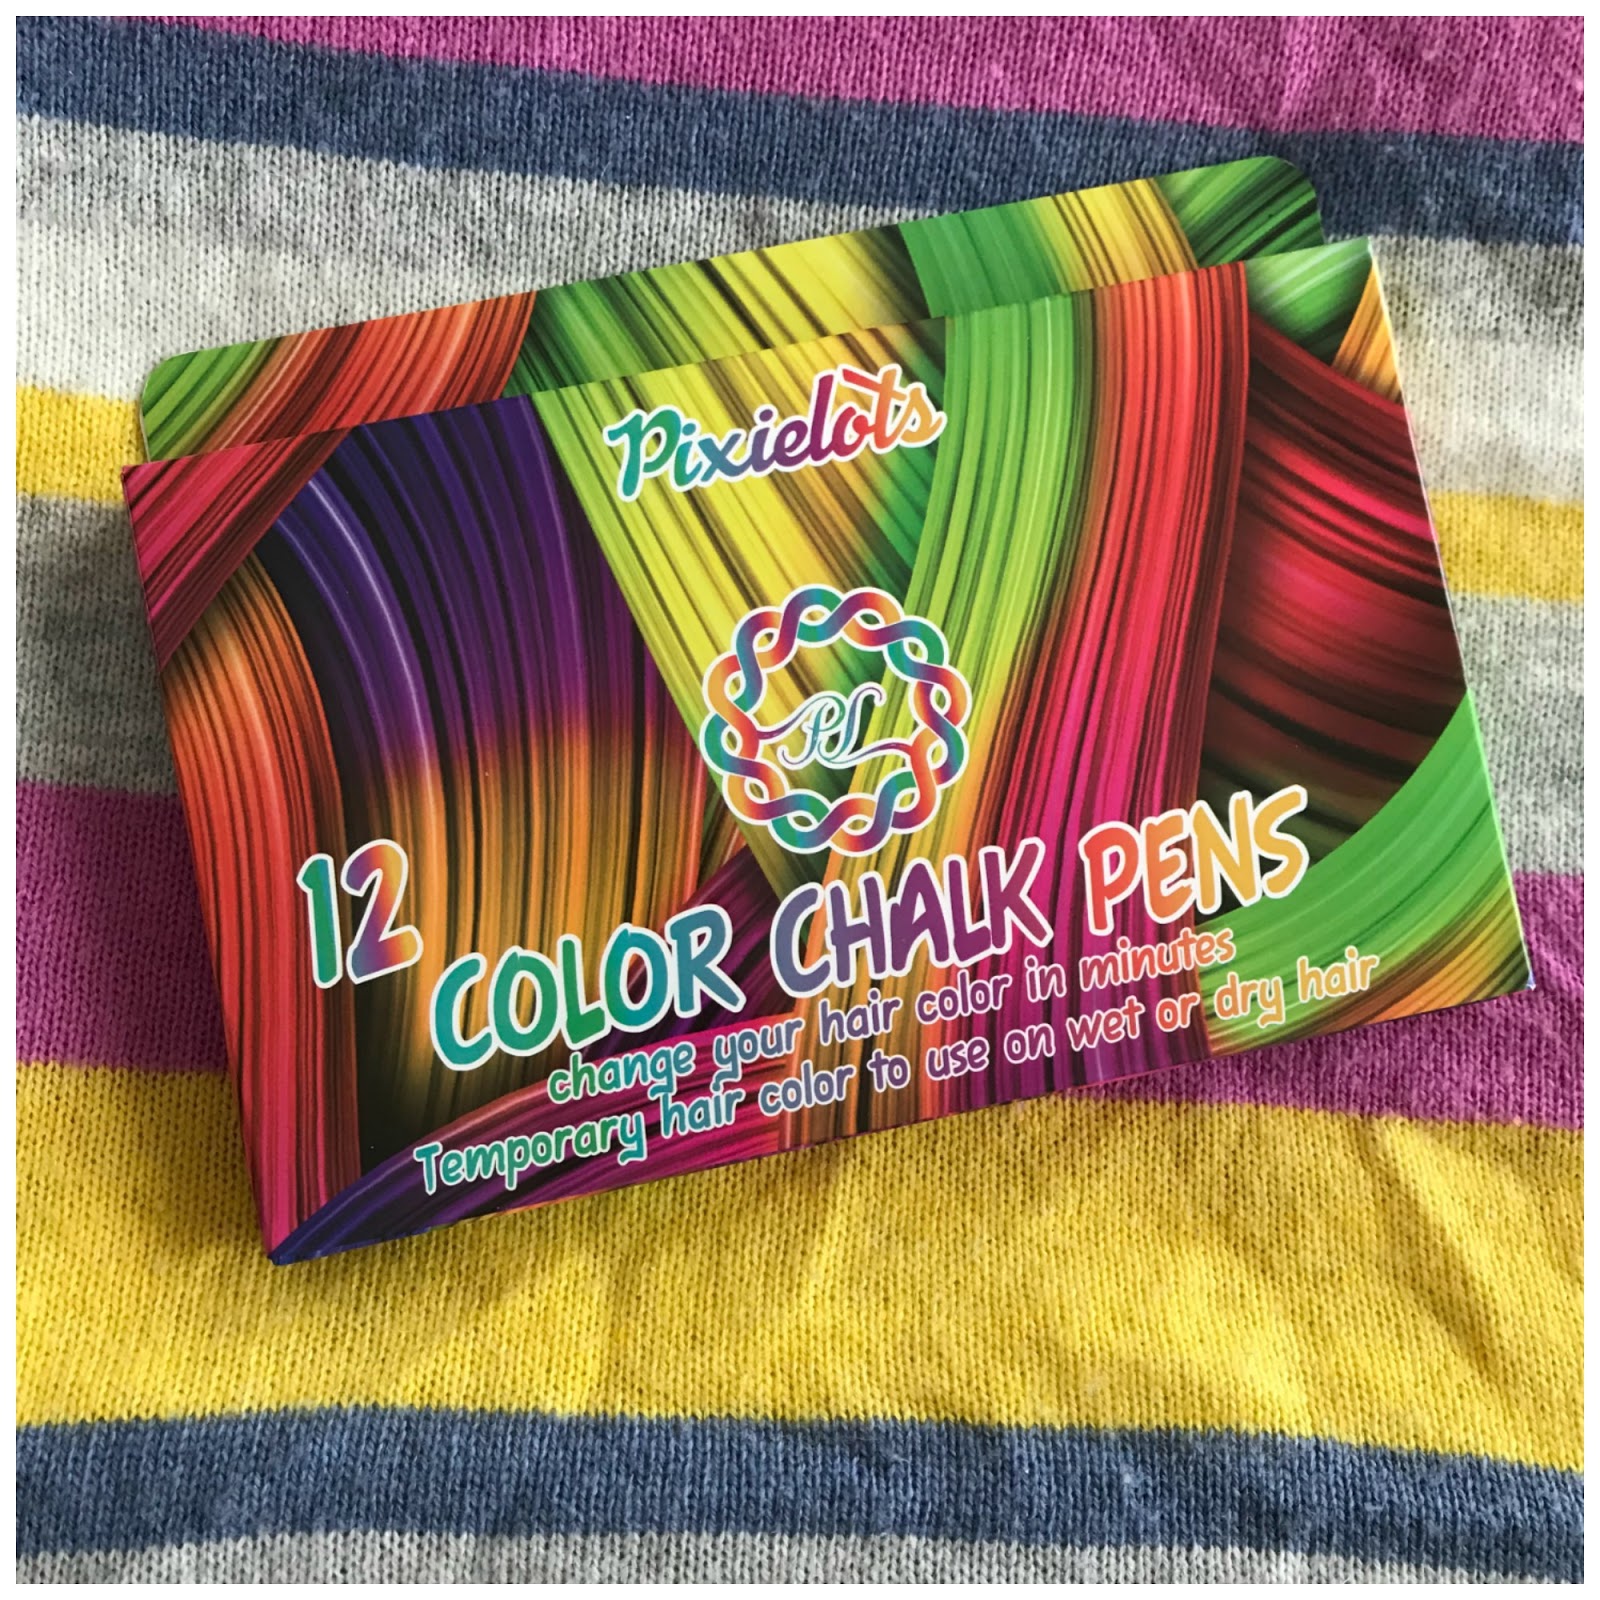 Pixielots
PL
12
COLOR CHALK PENS
change your hair color in minutes
Temporary hair color to use on wet or dry hair